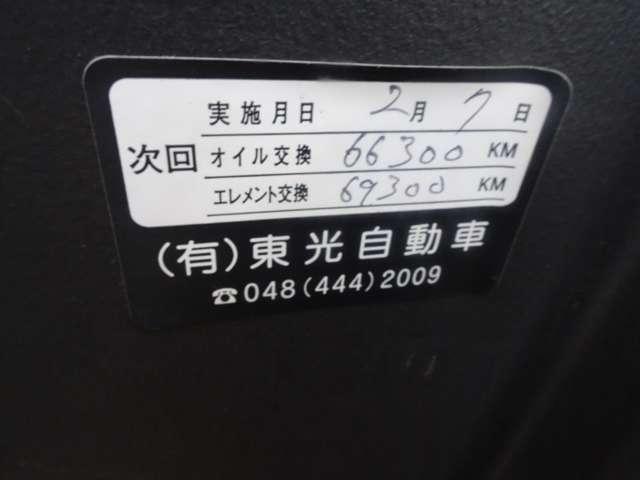 実施月日 2月 7日
次回 オイル交換 66300 KM
エレメント交換 69300 KM
(有)東光自動車
☎048(444)2009